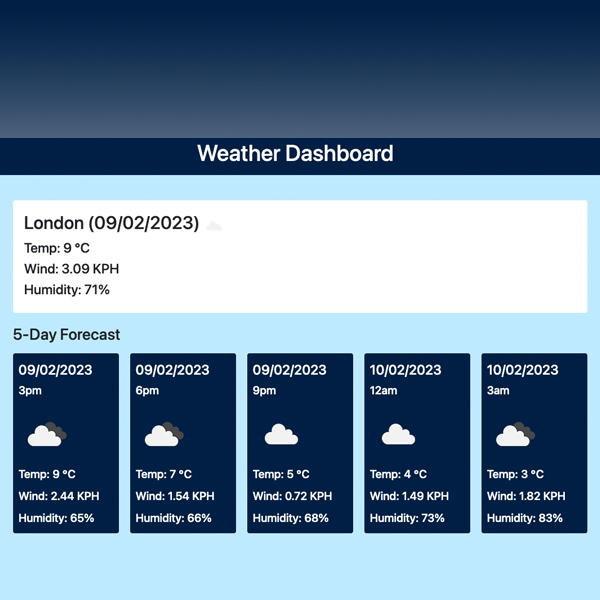 Weather Dashboard
London (09/02/2023)
Temp: 9 °C
Wind: 3.09 KPH
Humidity: 71%
5-Day Forecast
09/02/2023
3pm
Temp: 9 °C
Wind: 2.44 KPH
Humidity: 65%
09/02/2023
6pm
Temp: 7 °C
Wind: 1.54 KPH
Humidity: 66%
09/02/2023
9pm
Temp: 5 °C
Wind: 0.72 KPH
Humidity: 68%
10/02/2023
12am
Temp: 4 °C
Wind: 1.49 KPH
Humidity: 73%
10/02/2023
3am
Temp: 3 °C
Wind: 1.82 KPH
Humidity: 83%